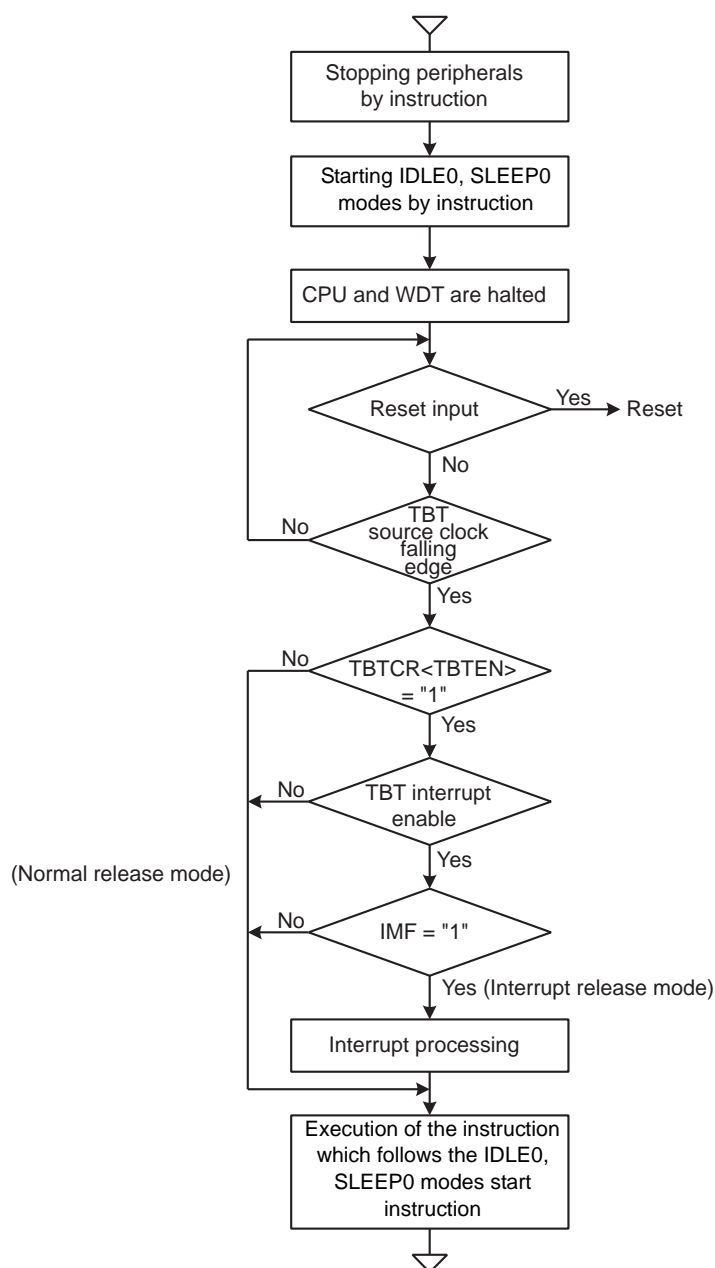 Stopping peripherals
by instruction
Starting IDLE0, SLEEP0
modes by instruction
CPU and WDT are halted
Reset input
Yes
Reset
No
TBT
source clock
falling
edge
No
Yes
TBTCR<TBTEN>
= "1"
No
Yes
TBT interrupt
enable
No
Yes
(Normal release mode)
IMF = "1"
No
Yes (Interrupt release mode)
Interrupt processing
Execution of the instruction
which follows the IDLE0,
SLEEP0 modes start
instruction